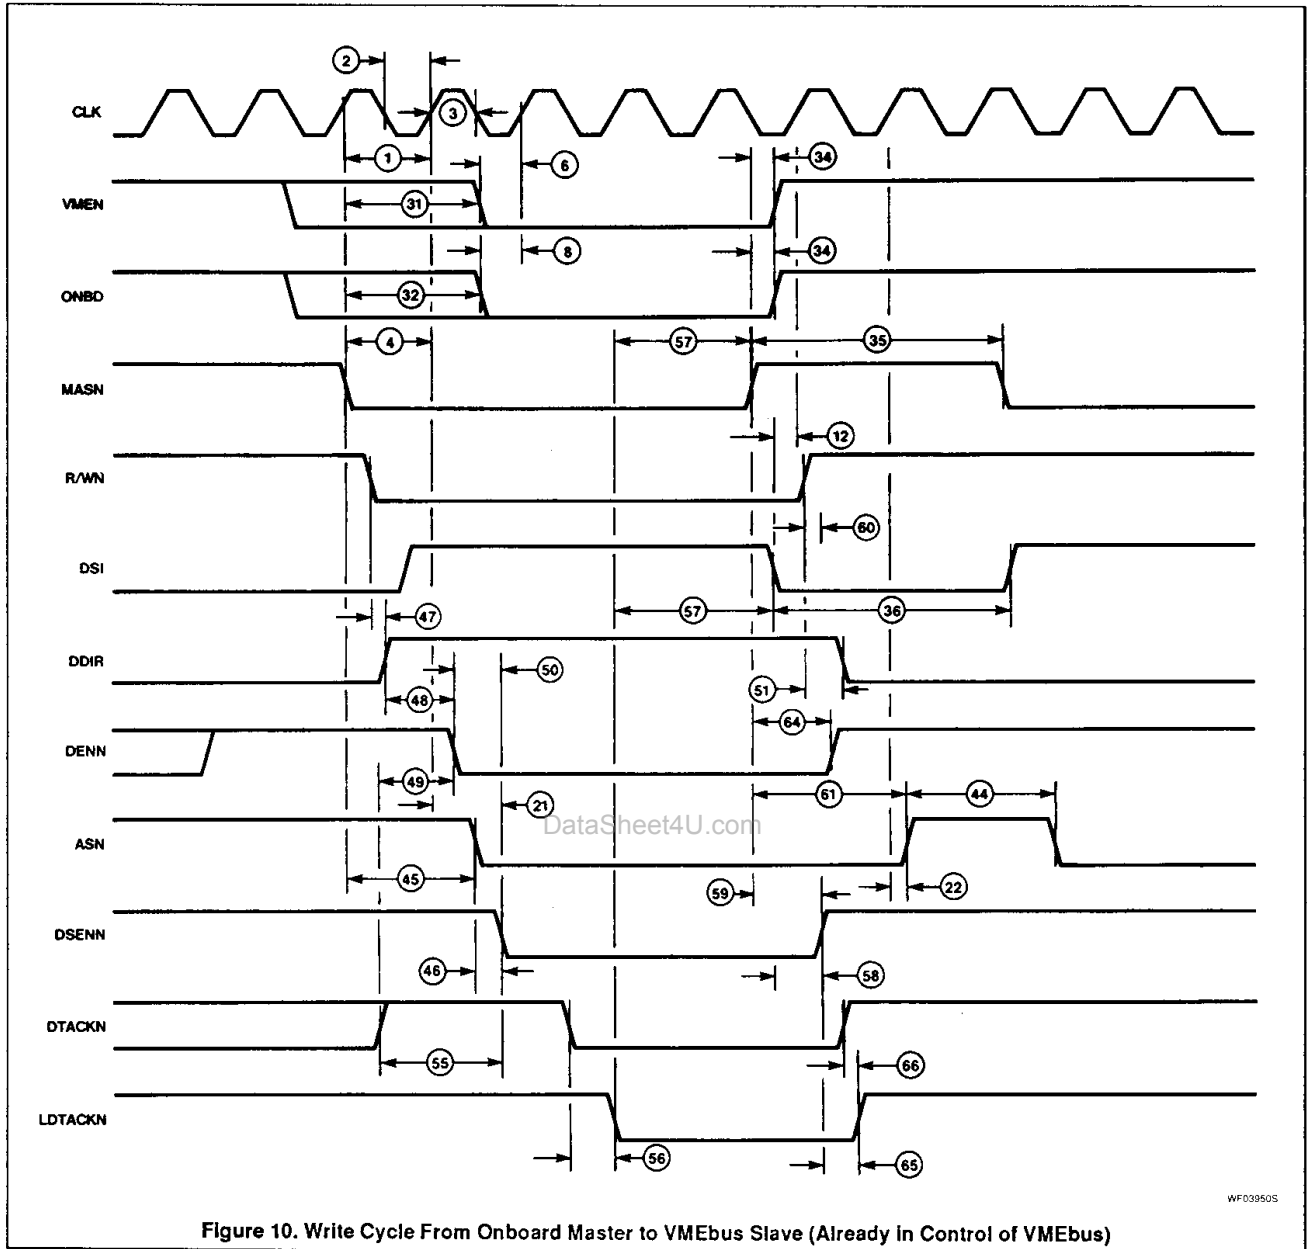 2
CLK
3
1
6
34
VMEN
31
8
34
ONBD
32
4
57
35
MASN
12
R/WN
60
DSI
47
57
36
DDIR
50
48
51
64
DENN
49
21
61
44
DataSheet4U.com
ASN
45
59
22
DSENN
46
58
DTACKN
55
66
LDTACKN
56
65
WF03950S
Figure 10. Write Cycle From Onboard Master to VMEbus Slave (Already in Control of VMEbus)